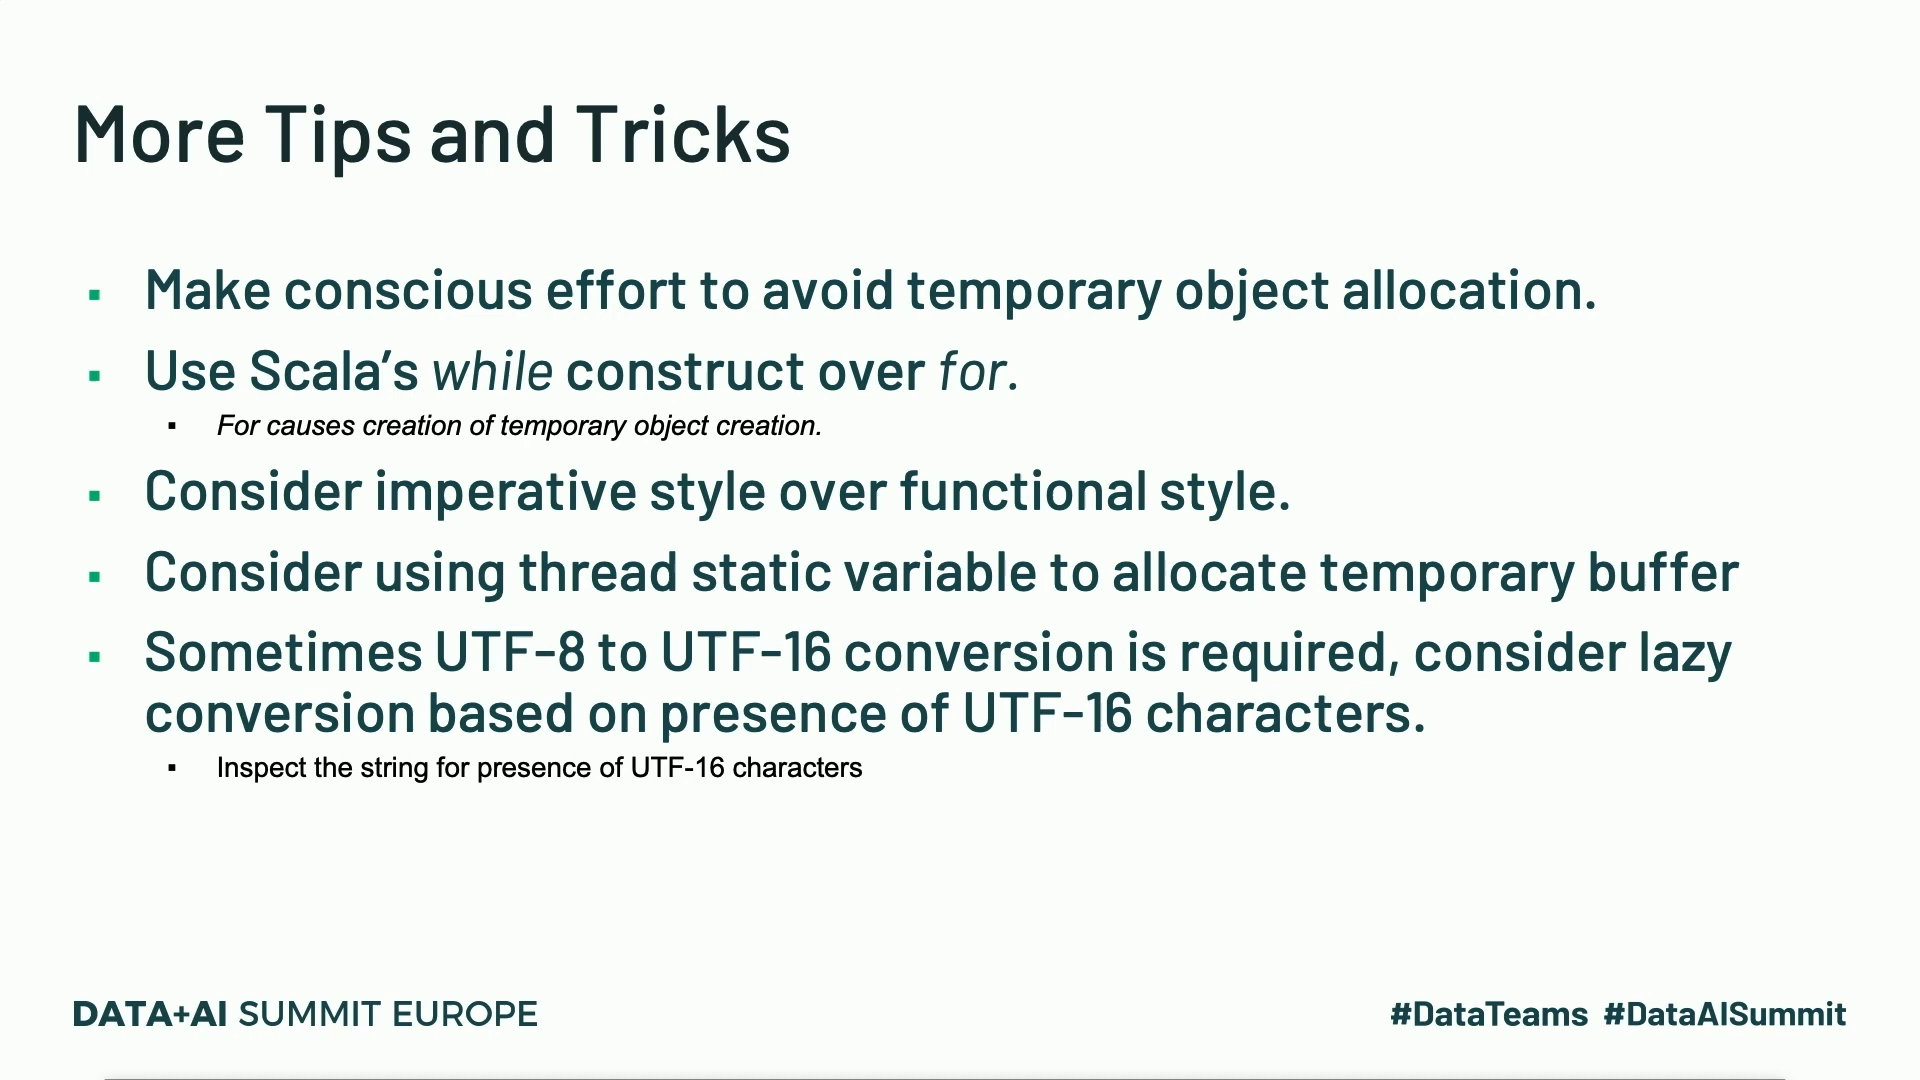 More Tips and Tricks
▪ Make conscious effort to avoid temporary object allocation.
▪ Use Scala’s while construct over for.
▪ For causes creation of temporary object creation.
▪ Consider imperative style over functional style.
▪ Consider using thread static variable to allocate temporary buffer
▪ Sometimes UTF-8 to UTF-16 conversion is required, consider lazy
conversion based on presence of UTF-16 characters.
▪ Inspect the string for presence of UTF-16 characters
DATA+AI SUMMIT EUROPE
#DataTeams #DataAISummit